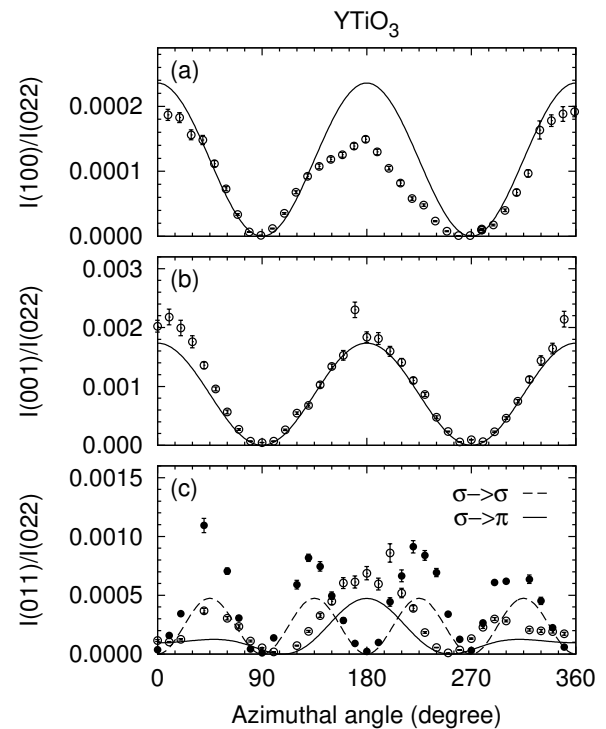 YTiO₃
(a)
I(100)/I(022)
0.0002
0.0001
0.0000
(b)
I(001)/I(022)
0.003
0.002
0.001
0.000
(c)
I(011)/I(022)
0.0015
0.0010
0.0005
0.0000
σ−>σ
σ−>π
0 90 180 270 360
Azimuthal angle (degree)